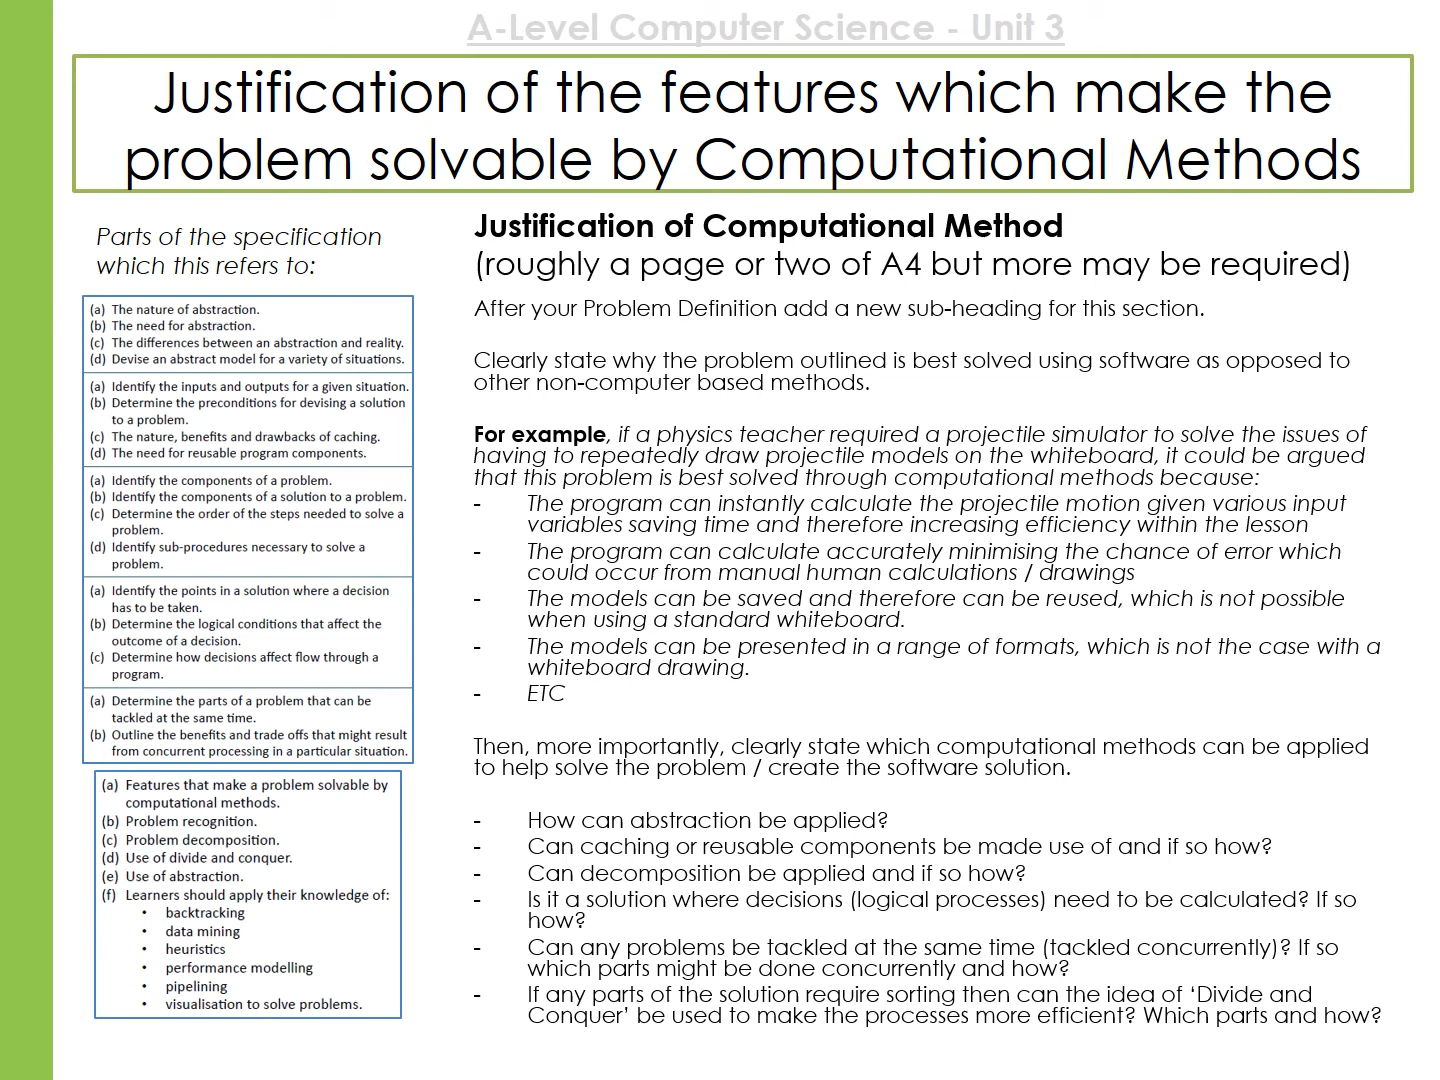 A-Level Computer Science - Unit 3
Justification of the features which make the
problem solvable by Computational Methods
Parts of the specification
which this refers to:
(a) The nature of abstraction.
(b) The need for abstraction.
(c) The differences between an abstraction and reality.
(d) Devise an abstract model for a variety of situations.
(a) Identify the inputs and outputs for a given situation.
(b) Determine the preconditions for devising a solution
to a problem.
(c) The nature, benefits and drawbacks of caching.
(d) The need for reusable program components.
(a) Identify the components of a problem.
(b) Identify the components of a solution to a problem.
(c) Determine the order of the steps needed to solve a
problem.
(d) Identify sub-procedures necessary to solve a
problem.
(a) Identify the points in a solution where a decision
has to be taken.
(b) Determine the logical conditions that affect the
outcome of a decision.
(c) Determine how decisions affect flow through a
program.
(a) Determine the parts of a problem that can be
tackled at the same time.
(b) Outline the benefits and trade offs that might result
from concurrent processing in a particular situation.
(a) Features that make a problem solvable by
computational methods.
(b) Problem recognition.
(c) Problem decomposition.
(d) Use of divide and conquer.
(e) Use of abstraction.
(f) Learners should apply their knowledge of:
• backtracking
• data mining
• heuristics
• performance modelling
• pipelining
• visualisation to solve problems.
Justification of Computational Method
(roughly a page or two of A4 but more may be required)
After your Problem Definition add a new sub-heading for this section.
Clearly state why the problem outlined is best solved using software as opposed to
other non-computer based methods.
For example, if a physics teacher required a projectile simulator to solve the issues of
having to repeatedly draw projectile models on the whiteboard, it could be argued
that this problem is best solved through computational methods because:
- The program can instantly calculate the projectile motion given various input
variables saving time and therefore increasing efficiency within the lesson
- The program can calculate accurately minimising the chance of error which
could occur from manual human calculations / drawings
- The models can be saved and therefore can be reused, which is not possible
when using a standard whiteboard.
- The models can be presented in a range of formats, which is not the case with a
whiteboard drawing.
- ETC
Then, more importantly, clearly state which computational methods can be applied
to help solve the problem / create the software solution.
- How can abstraction be applied?
- Can caching or reusable components be made use of and if so how?
- Can decomposition be applied and if so how?
- Is it a solution where decisions (logical processes) need to be calculated? If so
how?
- Can any problems be tackled at the same time (tackled concurrently)? If so
which parts might be done concurrently and how?
- If any parts of the solution require sorting then can the idea of ‘Divide and
Conquer’ be used to make the processes more efficient? Which parts and how?